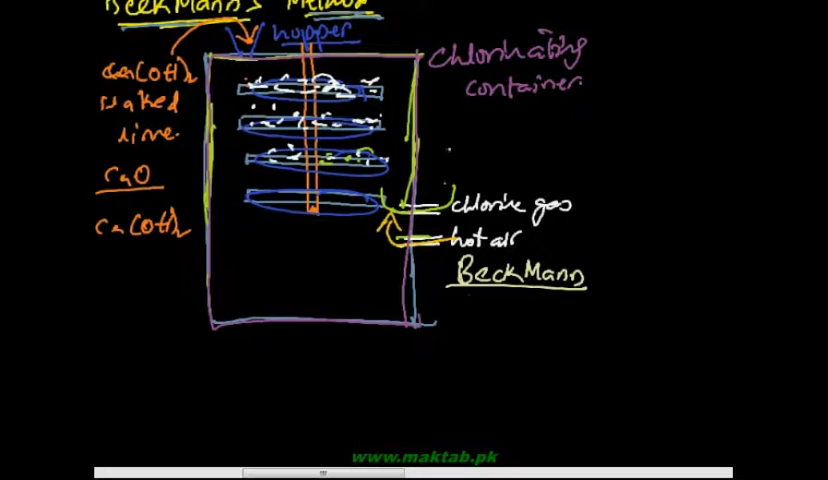 BeckMann's Method
hopper
Chlorinating
container.
Ca(OH)2
slaked
lime.
CaO
Ca(OH)2
chlorine gas
hot air
BeckMann
www.maktab.pk